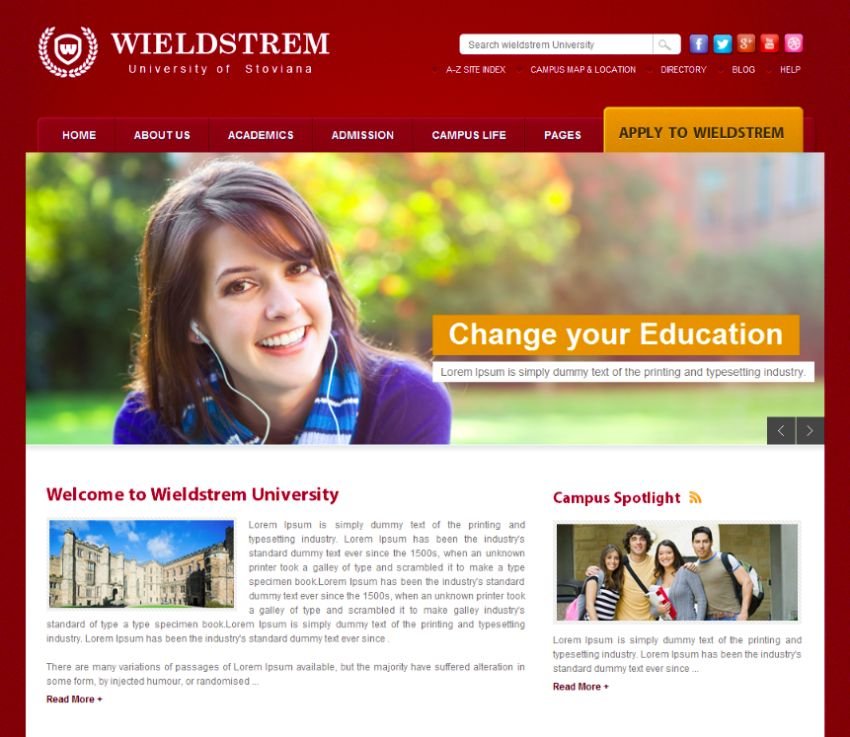 WIELDSTREM
University of Stoviana
Search wieldstrem University
A-Z SITE INDEX CAMPUS MAP & LOCATION DIRECTORY BLOG HELP
HOME ABOUT US ACADEMICS ADMISSION CAMPUS LIFE PAGES APPLY TO WIELDSTREM
Change your Education
Lorem Ipsum is simply dummy text of the printing and typesetting industry.
Welcome to Wieldstrem University
Lorem Ipsum is simply dummy text of the printing and
typesetting industry. Lorem Ipsum has been the industry's
standard dummy text ever since the 1500s, when an unknown
printer took a galley of type and scrambled it to make a type
specimen book.Lorem Ipsum has been the industry's standard
dummy text ever since the 1500s, when an unknown printer took
a galley of type and scrambled it to make galley industry's
standard of type a type specimen book.Lorem Ipsum is simply dummy text of the printing and typesetting
industry. Lorem Ipsum has been the industry's standard dummy text ever since .
There are many variations of passages of Lorem Ipsum available, but the majority have suffered alteration in
some form, by injected humour, or randomised ...
Read More +
Campus Spotlight
Lorem Ipsum is simply dummy text of the printing and
typesetting industry. Lorem Ipsum has been the industry's
standard dummy text ever since ...
Read More +